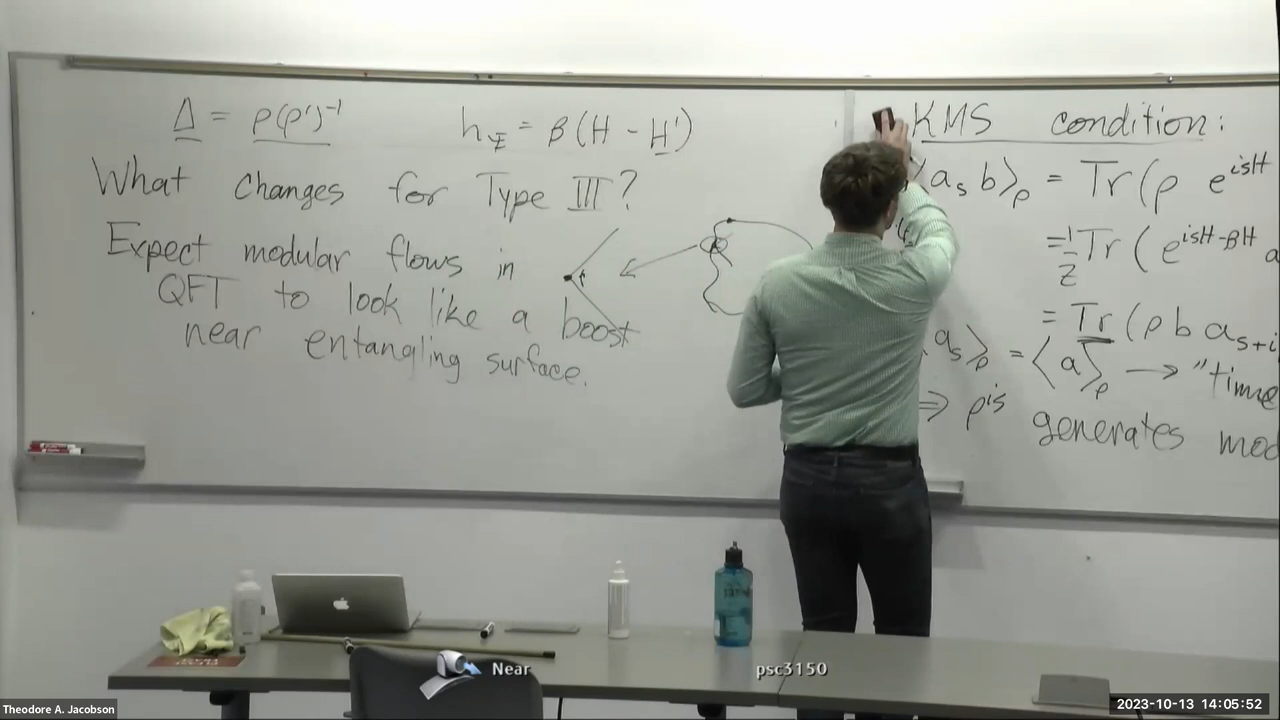 Δ = ρ(ρ')⁻¹
h_Ψ = β(H - H')
What changes for Type III?
Expect modular flows in
QFT to look like a boost
near entangling surface.
KMS condition:
⟨a_s b⟩_ρ = Tr(ρ e^{isH}
= 1/Z Tr(e^{isH-βH} a
= Tr(ρ b a_{s+i
a_s⟩_ρ = ⟨a⟩_ρ → "time
⇒ ρ^{is} generates mod
Near
psc3150
Theodore A. Jacobson
2023-10-13 14:05:52